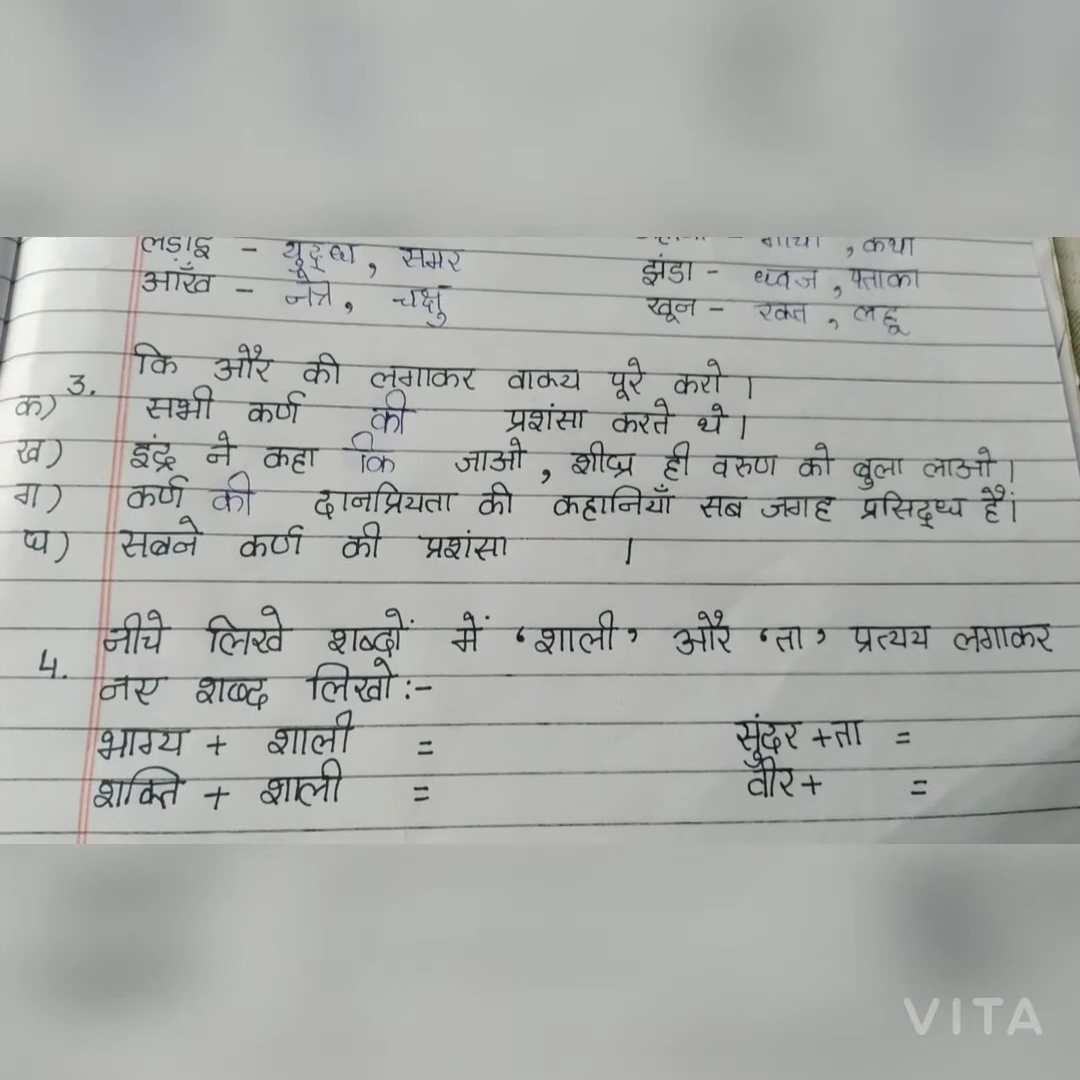 लड़ाई - युद्ध, समर
गाथा, कथा
आँख - नेत्र, चक्षु
झंडा - ध्वज, पताका
खून - रक्त, लहू
3. कि और की लगाकर वाक्य पूरे करो।
क) सभी कर्ण की प्रशंसा करते थे।
ख) इंद्र ने कहा कि जाओ, शीघ्र ही वरुण को बुला लाओ।
ग) कर्ण की दानप्रियता की कहानियाँ सब जगह प्रसिद्ध हैं।
घ) सबने कर्ण की प्रशंसा ।
4. नीचे लिखे शब्दों में 'शाली' और 'ता' प्रत्यय लगाकर
नए शब्द लिखो:-
भाग्य + शाली = सुंदर + ता =
शक्ति + शाली = वीर + =
VITA